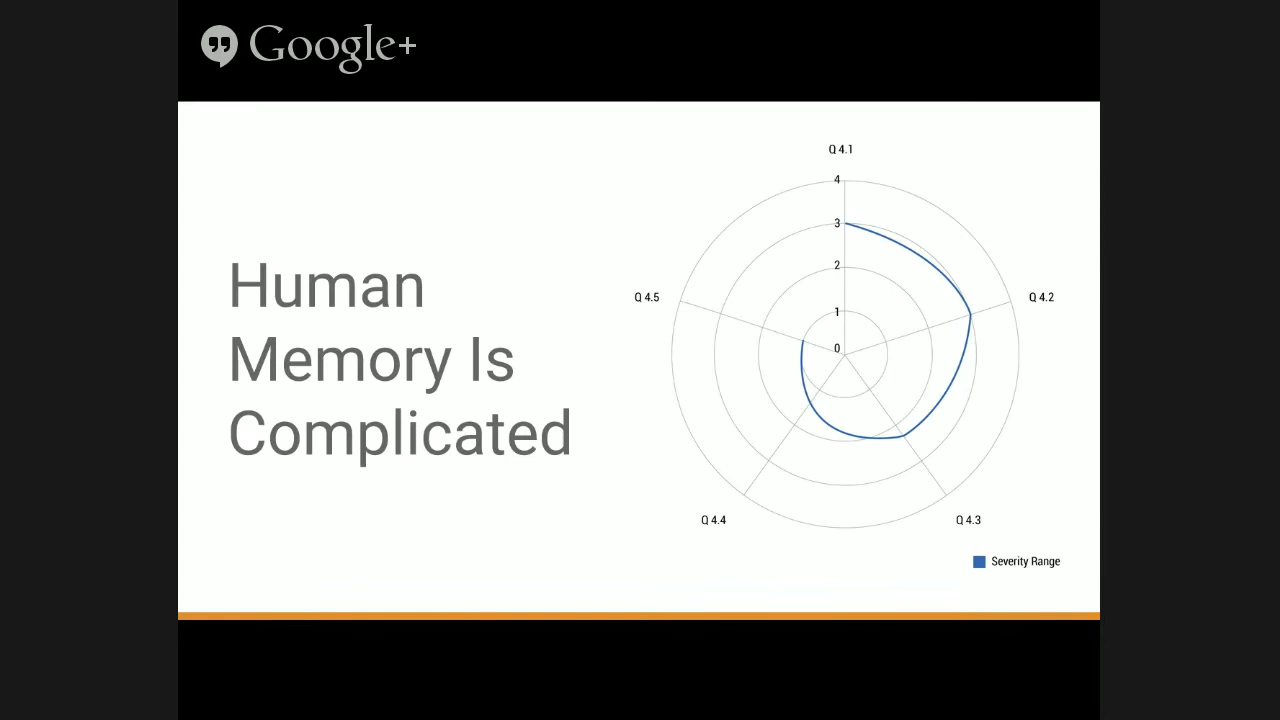 Google+
Human
Memory Is
Complicated
Q 4.1
4
3
2
1
0
Q 4.5
Q 4.2
Q 4.4
Q 4.3
Severity Range